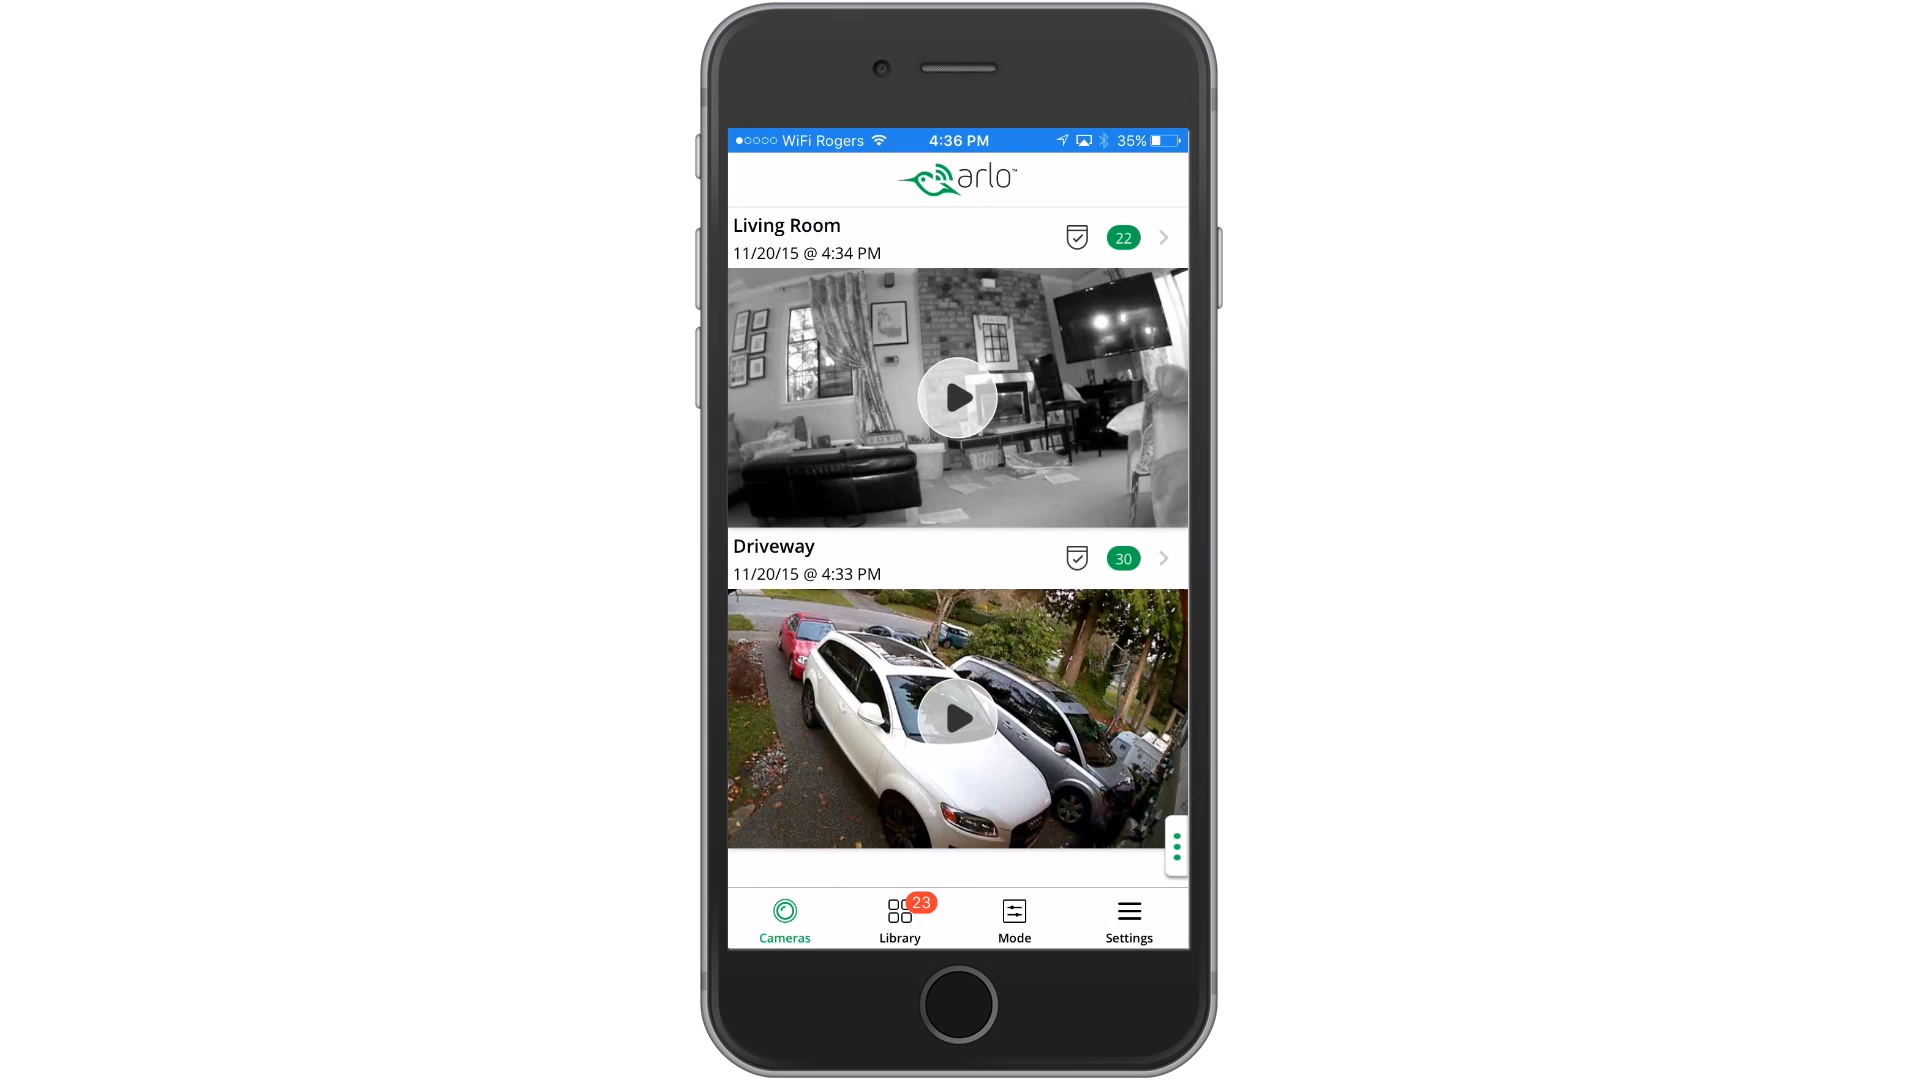 WiFi Rogers 4:36 PM 35%
arlo™
Living Room
11/20/15 @ 4:34 PM
22
Driveway
11/20/15 @ 4:33 PM
30
23
Cameras Library Mode Settings